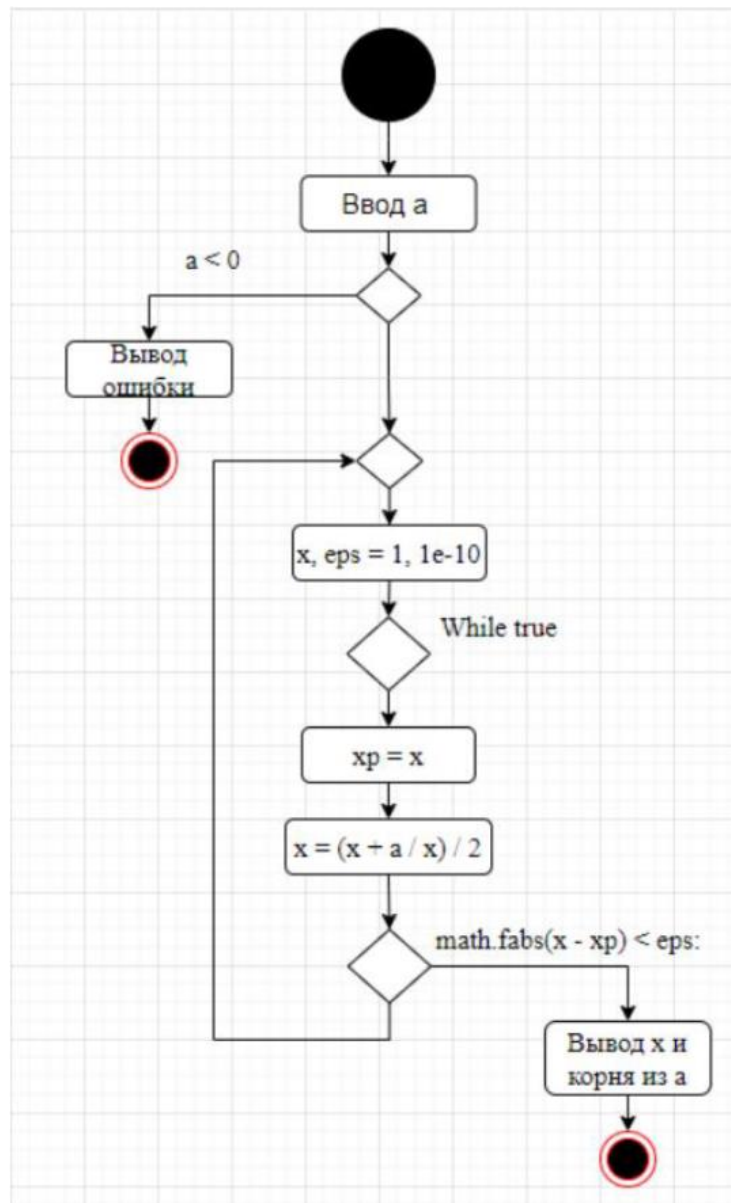 Ввод a
a < 0
Вывод
ошибки
x, eps = 1, 1e-10
While true
xp = x
x = (x + a / x) / 2
math.fabs(x - xp) < eps:
Вывод x и
корня из a